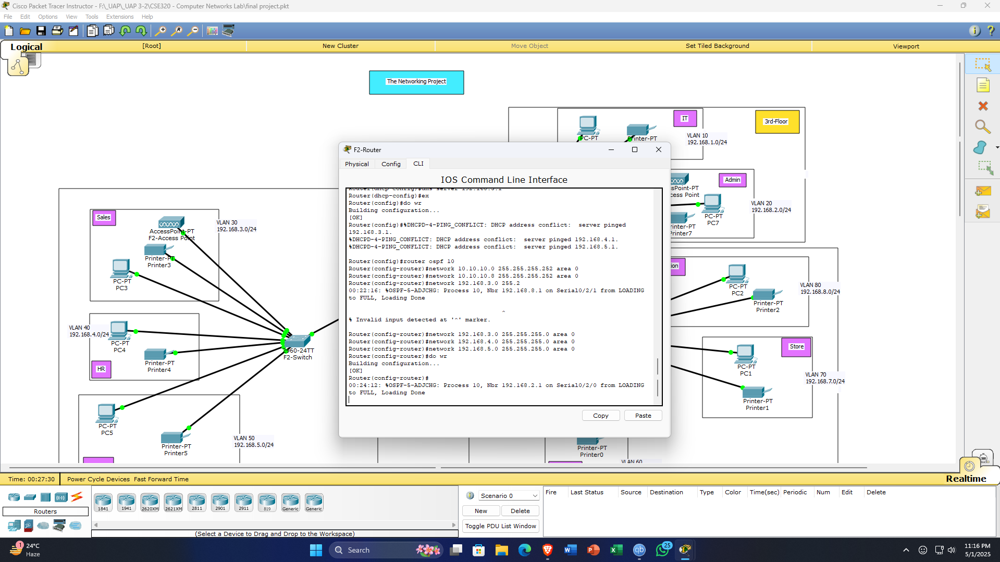 Cisco Packet Tracer Instructor - F:\_UAP\_UAP 3-2\CSE320 - Computer Networks Lab\final project.pkt
File Edit Options View Tools Extensions Help
Logical [Root] New Cluster Move Object Set Tiled Background Viewport
The Networking Project
IT
3rd-Floor
PC-PT
Printer-PT
VLAN 10
192.168.1.0/24
F2-Router
Physical Config CLI
IOS Command Line Interface
Router(dhcp-config)#dns server 192.168.5.1
Router(dhcp-config)#ex
Router(config)#do wr
Building configuration...
[OK]
Router(config)#%DHCPD-4-PING_CONFLICT: DHCP address conflict:  server pinged
192.168.3.1.
%DHCPD-4-PING_CONFLICT: DHCP address conflict:  server pinged 192.168.4.1.
%DHCPD-4-PING_CONFLICT: DHCP address conflict:  server pinged 192.168.5.1.
Router(config)#router ospf 10
Router(config-router)#network 10.10.10.0 255.255.255.252 area 0
Router(config-router)#network 10.10.10.8 255.255.255.252 area 0
Router(config-router)#network 192.168.3.0 255.2
00:22:16: %OSPF-5-ADJCHG: Process 10, Nbr 192.168.8.1 on Serial0/2/1 from LOADING
to FULL, Loading Done
^
% Invalid input detected at '^' marker.
Router(config-router)#network 192.168.3.0 255.255.255.0 area 0
Router(config-router)#network 192.168.4.0 255.255.255.0 area 0
Router(config-router)#network 192.168.5.0 255.255.255.0 area 0
Router(config-router)#do wr
Building configuration...
[OK]
Router(config-router)#
00:24:12: %OSPF-5-ADJCHG: Process 10, Nbr 192.168.2.1 on Serial0/2/0 from LOADING
to FULL, Loading Done
Copy Paste
Sales
AccessPoint-PT
F2-Access Point
VLAN 30
192.168.3.0/24
Printer-PT
Printer3
PC-PT
PC3
VLAN 40
192.168.4.0/24
PC-PT
PC4
Printer-PT
Printer4
HR
2960-24TT
F2-Switch
PC-PT
PC5
Printer-PT
Printer5
VLAN 50
192.168.5.0/24
sPoint-PT
cess Point
Admin
PC-PT
PC7
rinter-PT
rinter7
VLAN 20
192.168.2.0/24
ion
PC-PT
PC2
Printer-PT
Printer2
VLAN 80
192.168.8.0/24
Store
PC-PT
PC1
Printer-PT
Printer1
VLAN 70
192.168.7.0/24
Printer-PT
Printer0
VLAN 60
Time: 00:27:30 Power Cycle Devices Fast Forward Time
Realtime
Routers
1841 1941 2620XM 2621XM 2811 2901 2911 819 Generic Generic
(Select a Device to Drag and Drop to the Workspace)
Scenario 0
New Delete
Toggle PDU List Window
Fire Last Status Source Destination Type Color Time(sec) Periodic Num Edit Delete
1
24°C
Haze
Search
25
11:16 PM
5/1/2025